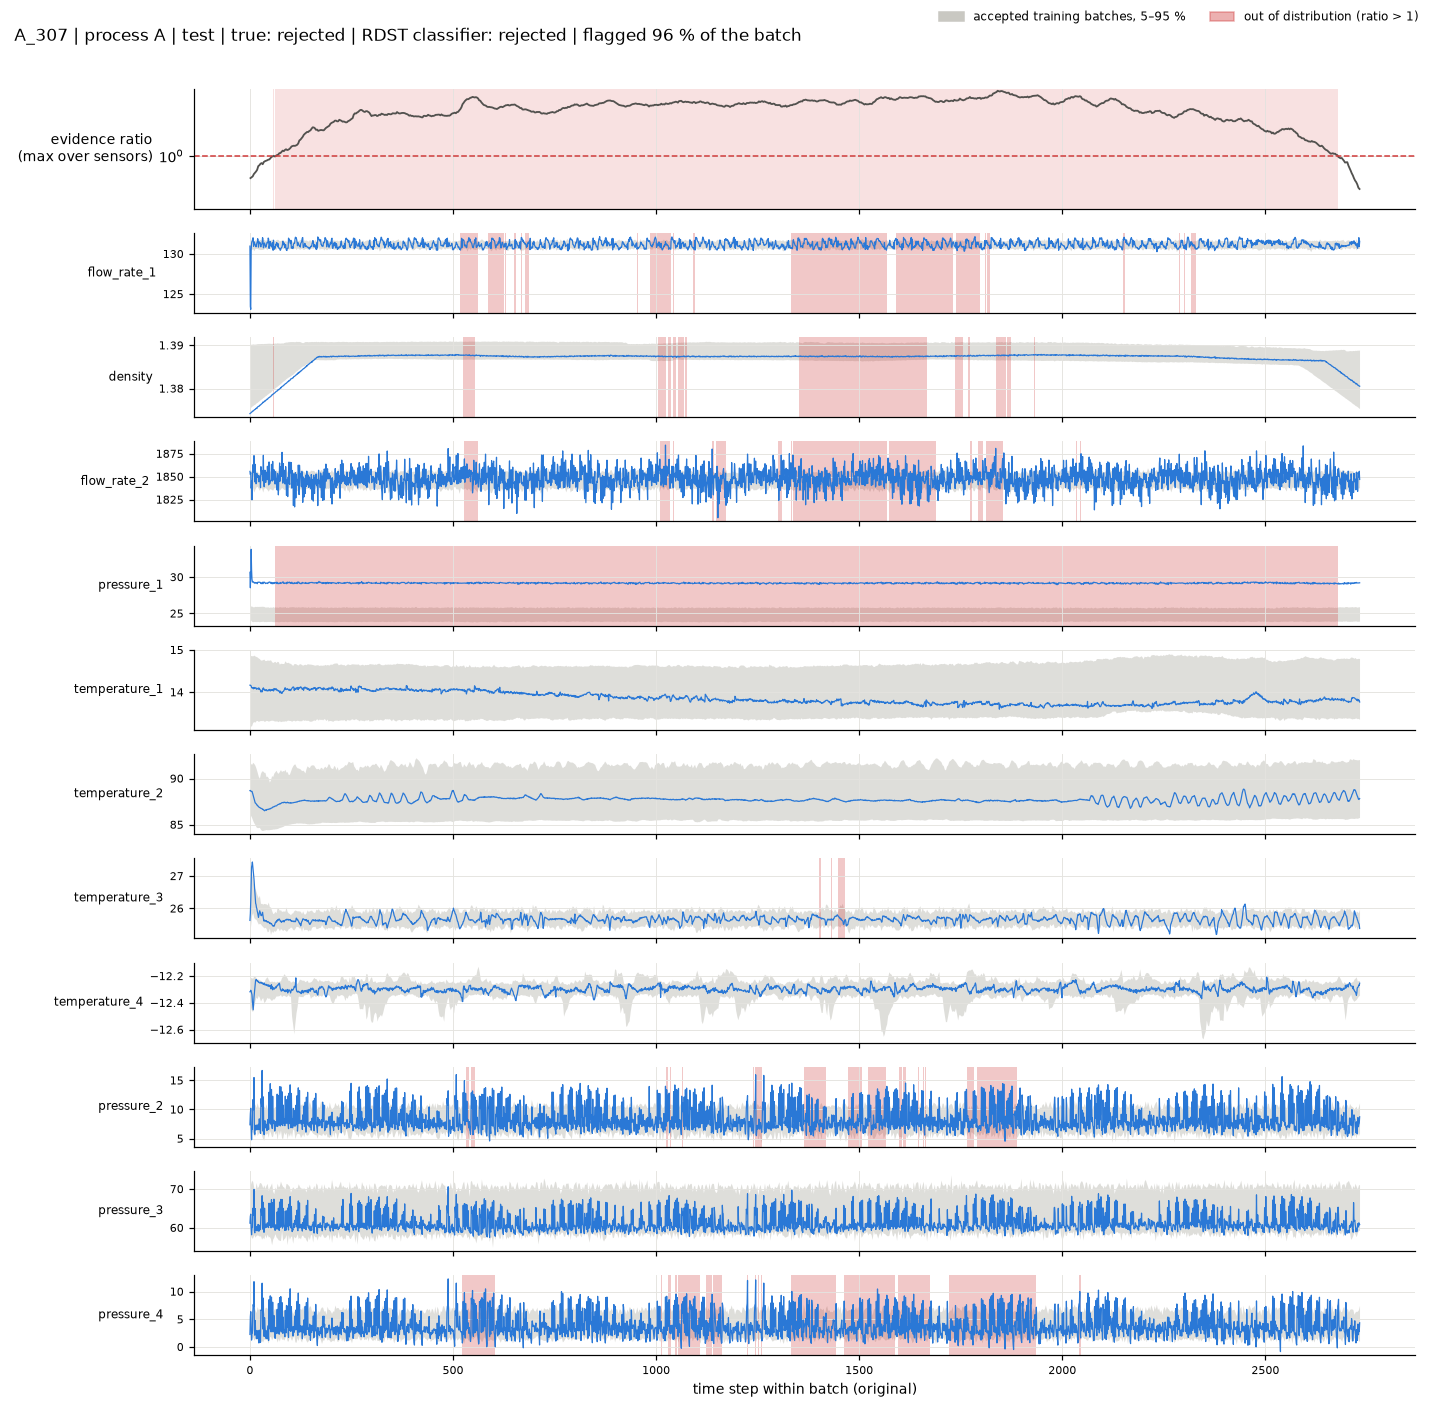 accepted training batches, 5–95 %
out of distribution (ratio > 1)
A_307 | process A | test | true: rejected | RDST classifier: rejected | flagged 96 % of the batch
evidence ratio
(max over sensors)
10⁰
flow_rate_1
130
125
density
1.39
1.38
flow_rate_2
1875
1850
1825
pressure_1
30
25
temperature_1
15
14
temperature_2
90
85
temperature_3
27
26
temperature_4
−12.2
−12.4
−12.6
pressure_2
15
10
5
pressure_3
70
60
pressure_4
10
5
0
0 500 1000 1500 2000 2500
time step within batch (original)